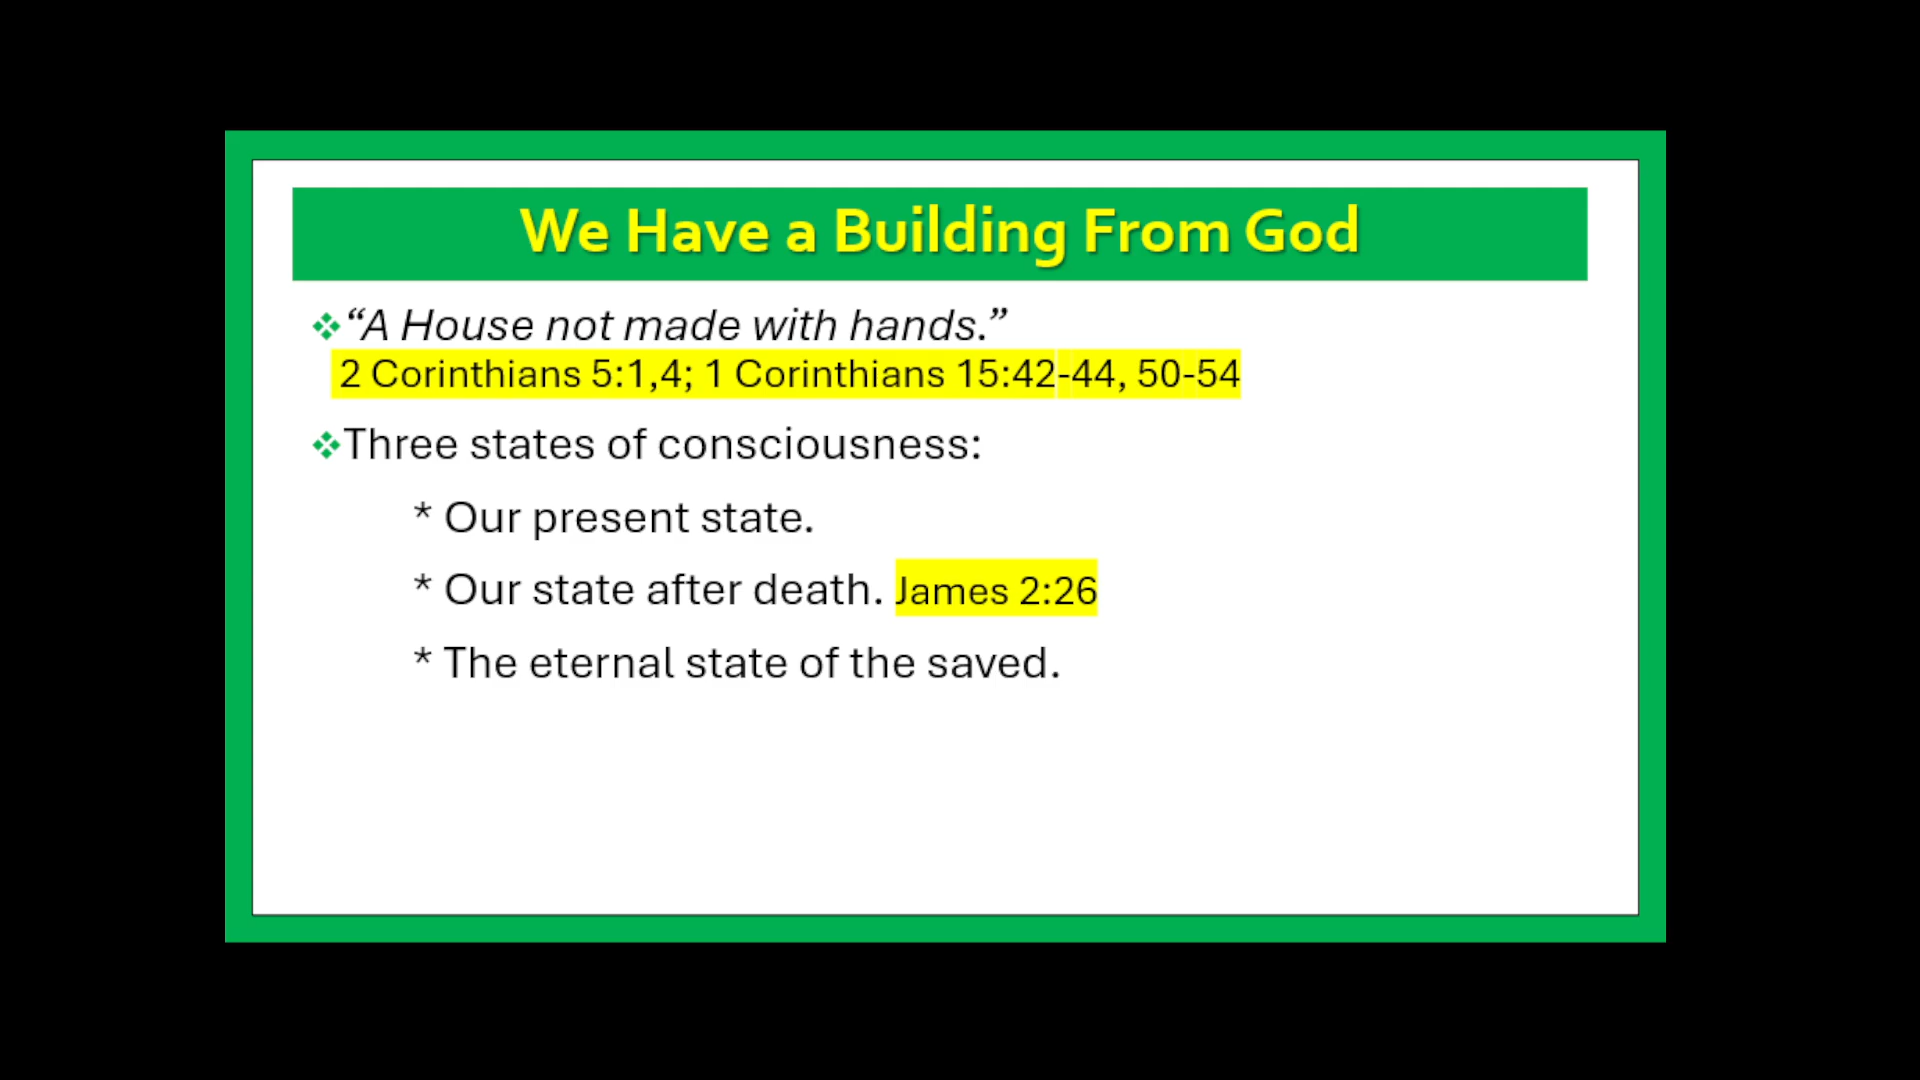 We Have a Building From God
❖“A House not made with hands.”
2 Corinthians 5:1,4; 1 Corinthians 15:42-44, 50-54
❖Three states of consciousness:
* Our present state.
* Our state after death. James 2:26
* The eternal state of the saved.